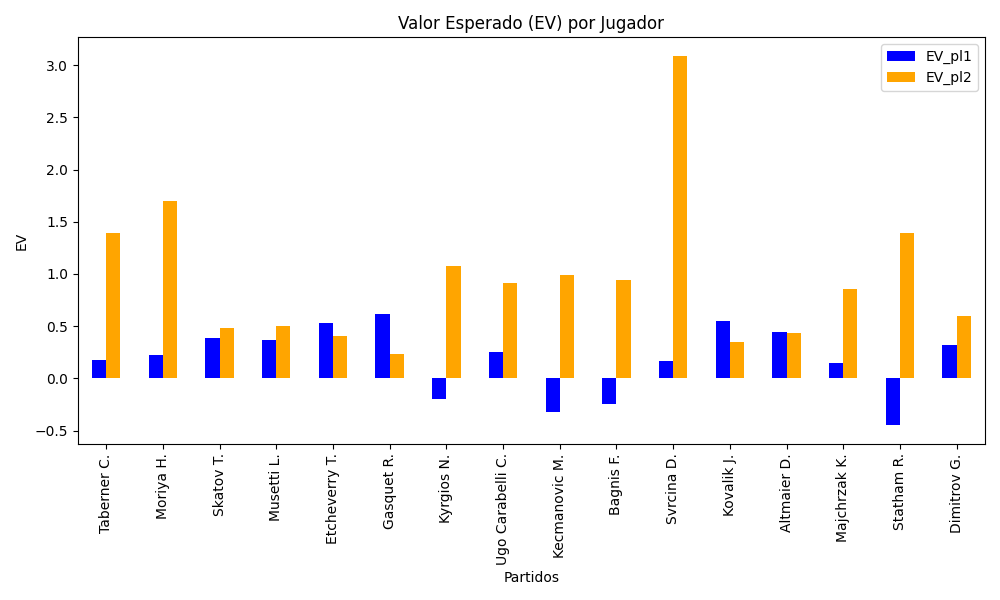 Valor Esperado (EV) por Jugador
EV_pl1
EV_pl2
EV
3.0
2.5
2.0
1.5
1.0
0.5
0.0
−0.5
Taberner C.
Moriya H.
Skatov T.
Musetti L.
Etcheverry T.
Gasquet R.
Kyrgios N.
Ugo Carabelli C.
Kecmanovic M.
Bagnis F.
Svrcina D.
Kovalik J.
Altmaier D.
Majchrzak K.
Statham R.
Dimitrov G.
Partidos